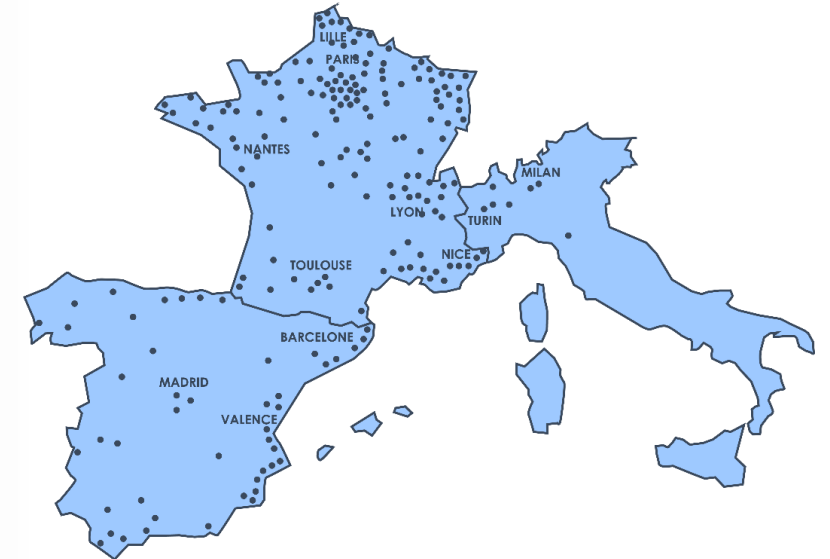 LILLE
PARIS
NANTES
MILAN
LYON
TURIN
NICE
TOULOUSE
BARCELONE
MADRID
VALENCE